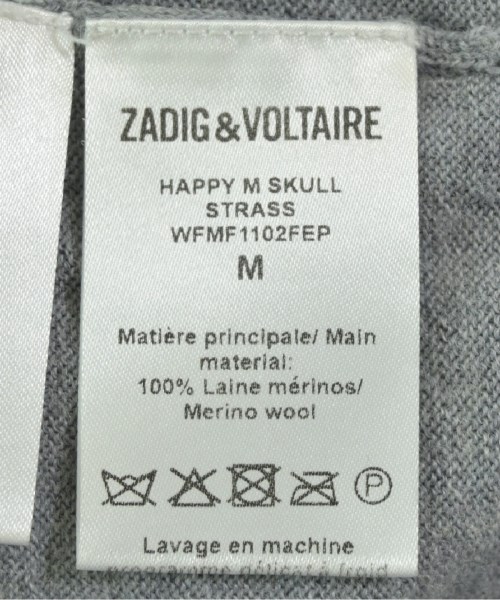 ZADIG&VOLTAIRE
HAPPY M SKULL
STRASS
WFMF1102FEP
M
Matière principale/ Main
material:
100% Laine mérinos/
Merino wool
P
Lavage en machine